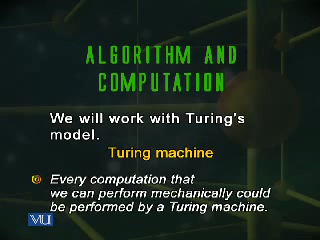 ALGORITHM AND
COMPUTATION
We will work with Turing's
model.
Turing machine
Every computation that
we can perform mechanically could
be performed by a Turing machine.
VU